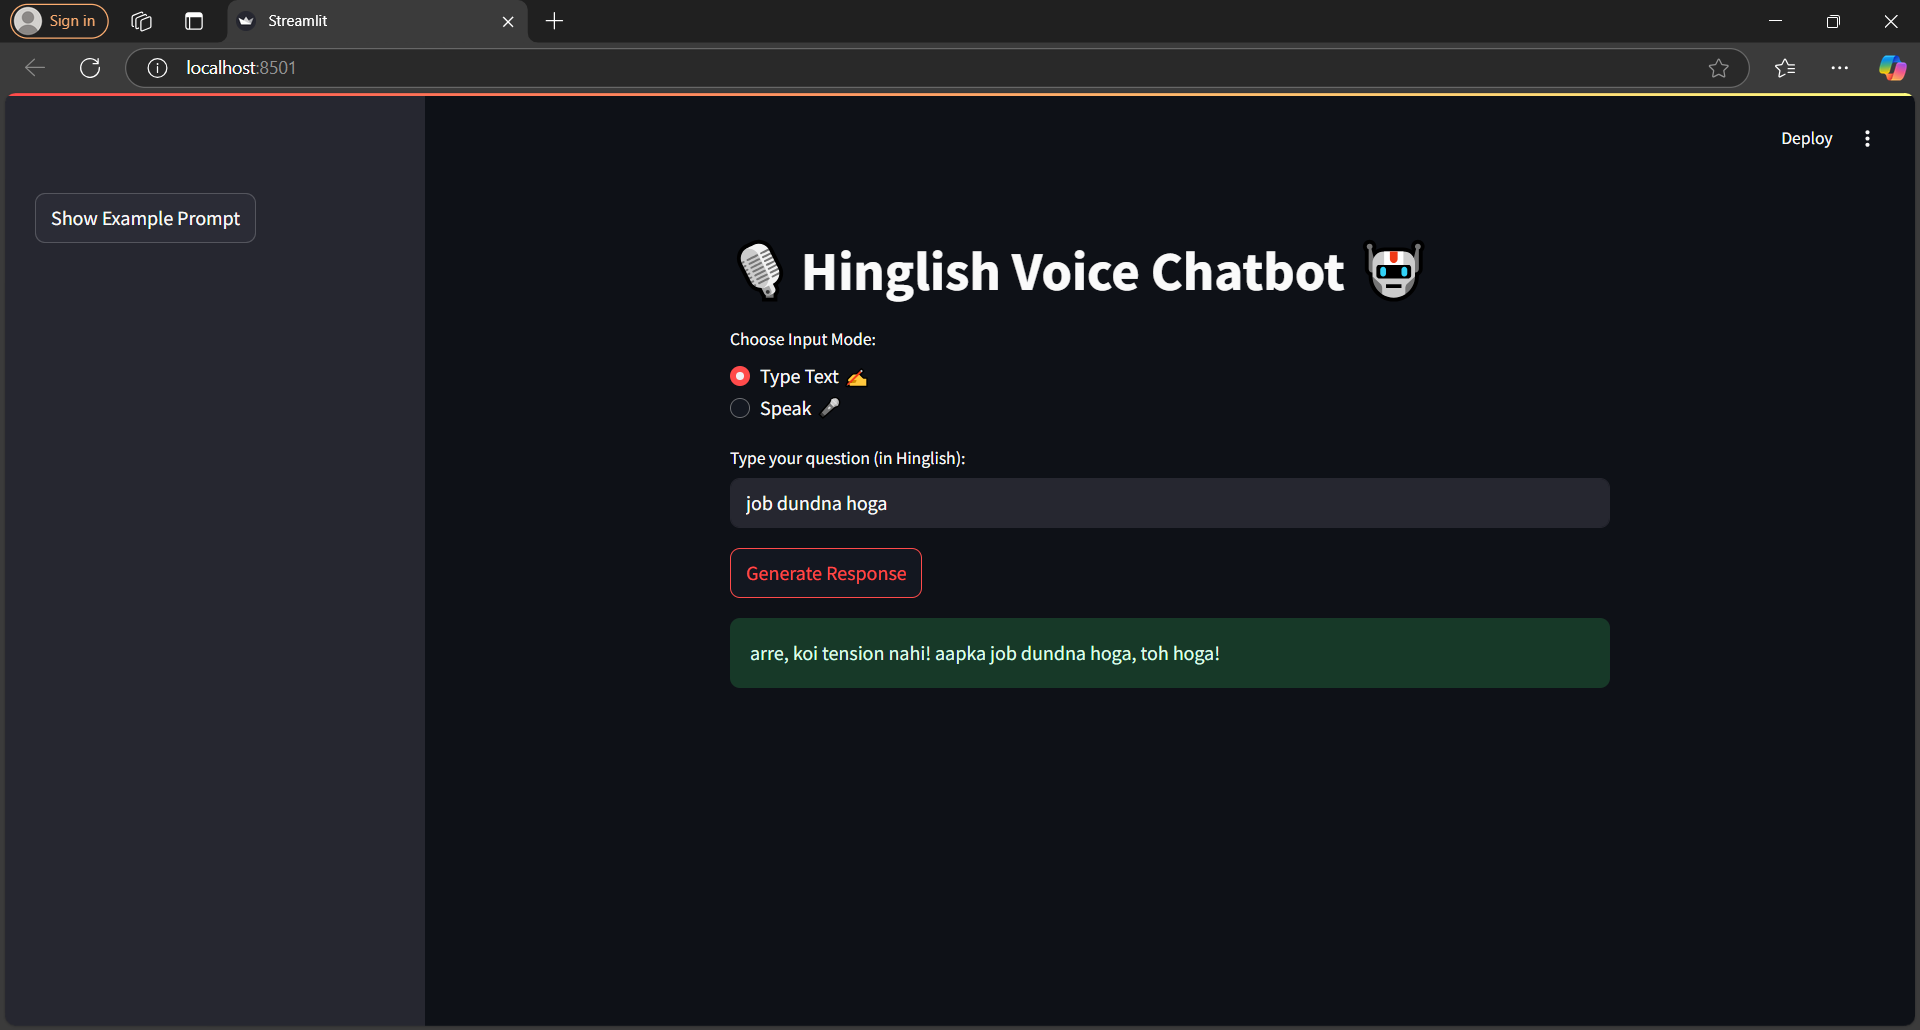 Sign in
Streamlit
localhost:8501
Deploy
Show Example Prompt
Hinglish Voice Chatbot
Choose Input Mode:
Type Text
Speak
Type your question (in Hinglish):
job dundna hoga
Generate Response
arre, koi tension nahi! aapka job dundna hoga, toh hoga!